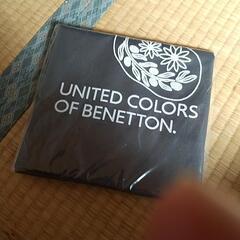 UNITED COLORS
OF BENETTON.